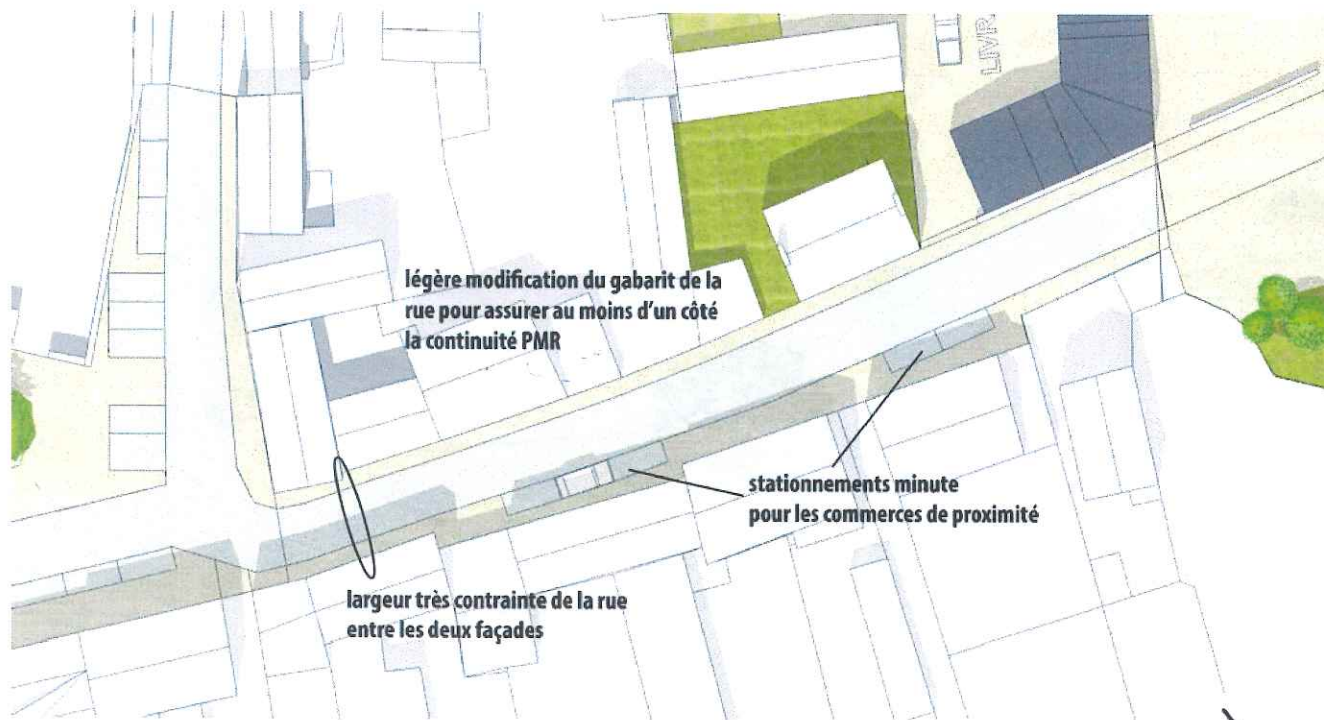 LIVR
légère modification du gabarit de la
rue pour assurer au moins d'un côté
la continuité PMR
stationnements minute
pour les commerces de proximité
largeur très contrainte de la rue
entre les deux façades